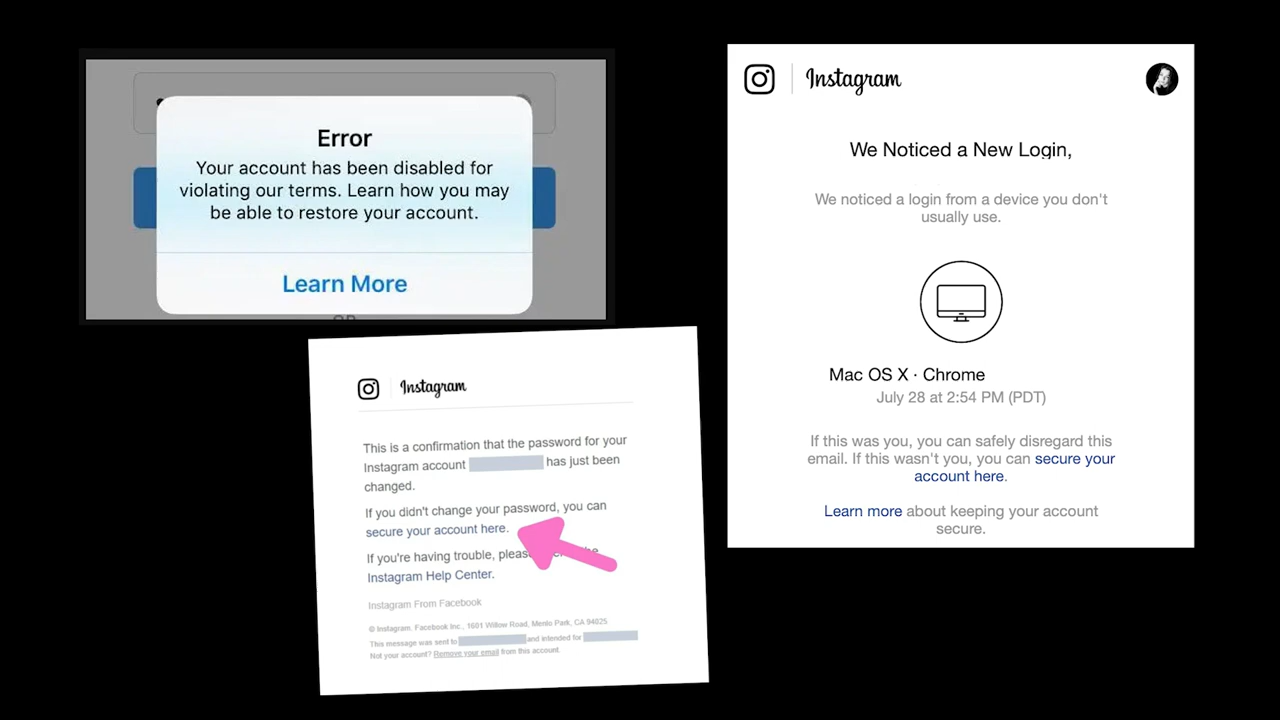 Error
Your account has been disabled for
violating our terms. Learn how you may
be able to restore your account.
Learn More
Instagram
We Noticed a New Login,
We noticed a login from a device you don't
usually use.
Mac OS X · Chrome
July 28 at 2:54 PM (PDT)
If this was you, you can safely disregard this
email. If this wasn't you, you can secure your
account here.
Learn more about keeping your account
secure.
Instagram
This is a confirmation that the password for your
Instagram account has just been
changed.
If you didn't change your password, you can
secure your account here.
If you're having trouble, please the
Instagram Help Center.
Instagram From Facebook
© Instagram. Facebook Inc., 1601 Willow Road, Menlo Park, CA 94025
This message was sent to and intended for
Not your account? Remove your email from this account.